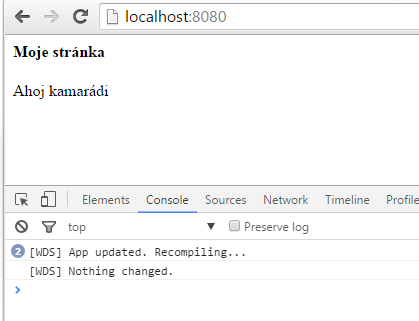 localhost:8080
Moje stránka
Ahoj kamarádi
Elements Console Sources Network Timeline Profile
top Preserve log
2 [WDS] App updated. Recompiling...
[WDS] Nothing changed.